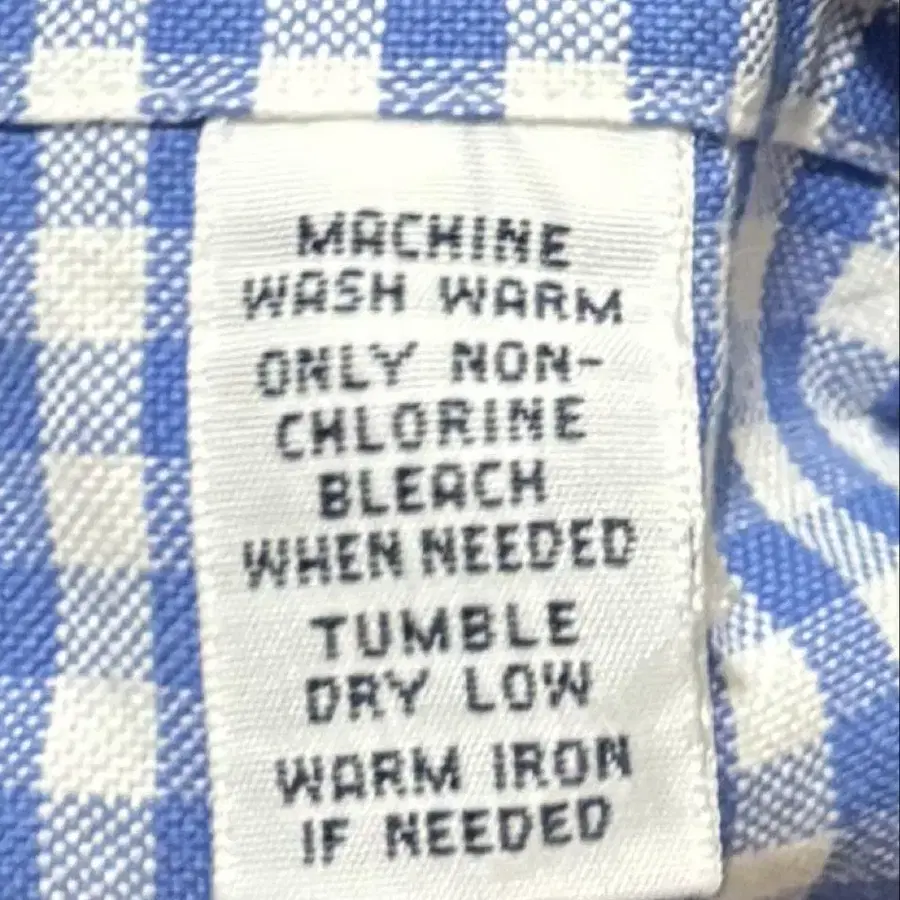 MACHINE
WASH WARM
ONLY NON-
CHLORINE
BLEACH
WHEN NEEDED
TUMBLE
DRY LOW
WARM IRON
IF NEEDED